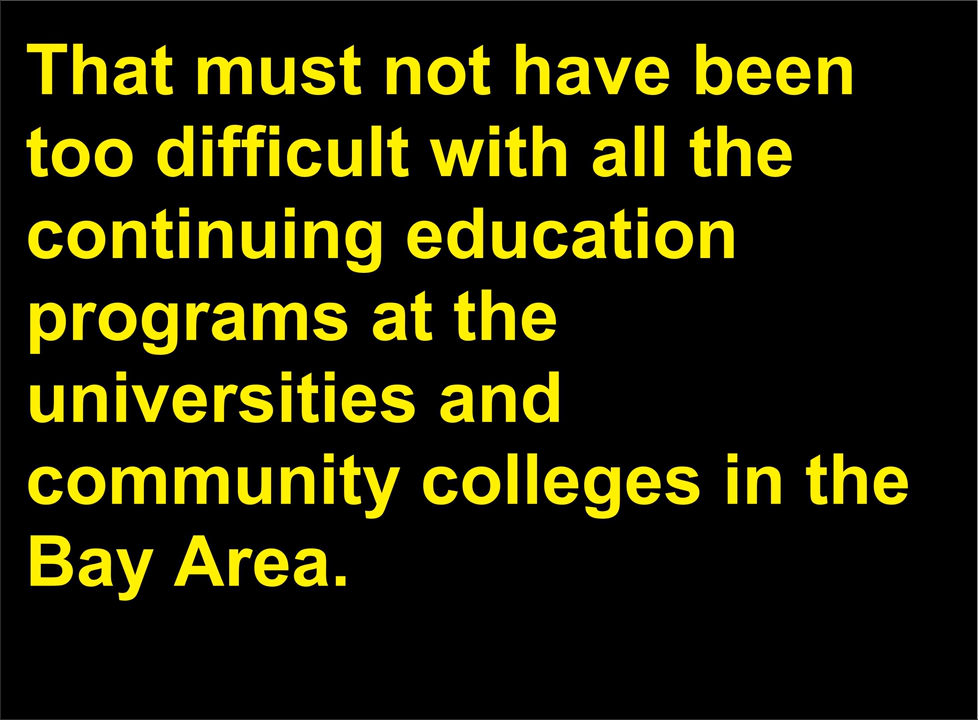 That must not have been
too difficult with all the
continuing education
programs at the
universities and
community colleges in the
Bay Area.